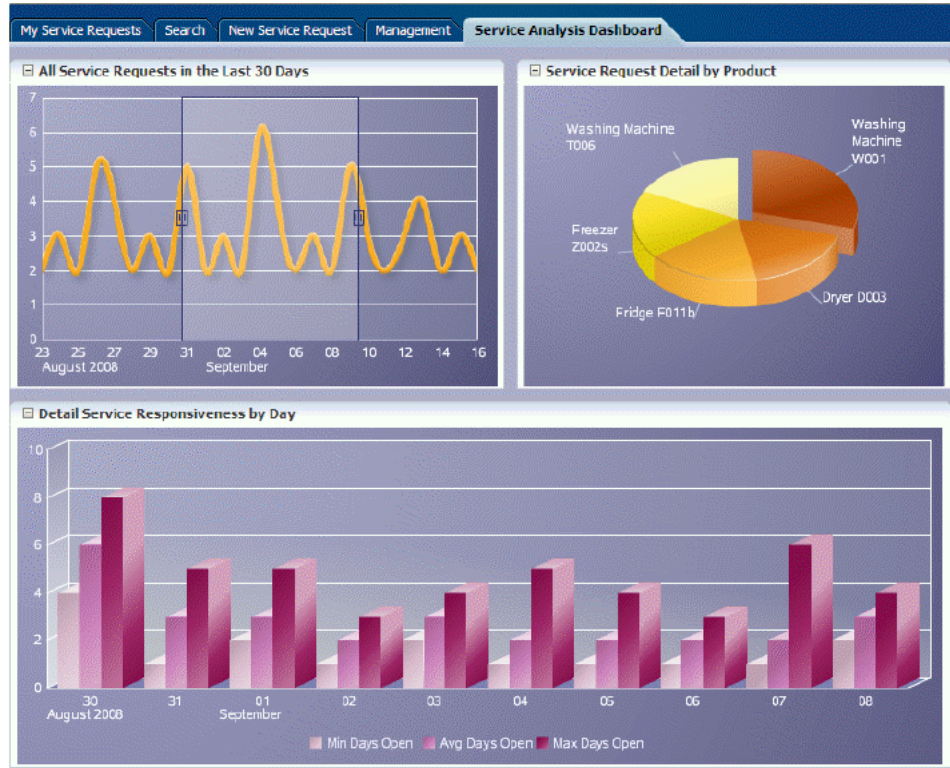 My Service Requests Search New Service Request Management Service Analysis Dashboard
All Service Requests in the Last 30 Days
7
6
5
4
3
2
1
0
23 25 27 29 31 02 04 06 08 10 12 14 16
August 2008 September
Service Request Detail by Product
Washing Machine
T006
Washing
Machine
W001
Freezer
Z002s
Dryer D003
Fridge F011b
Detail Service Responsiveness by Day
10
8
6
4
2
0
30 31 01 02 03 04 05 06 07 08
August 2008 September
Min Days Open Avg Days Open Max Days Open